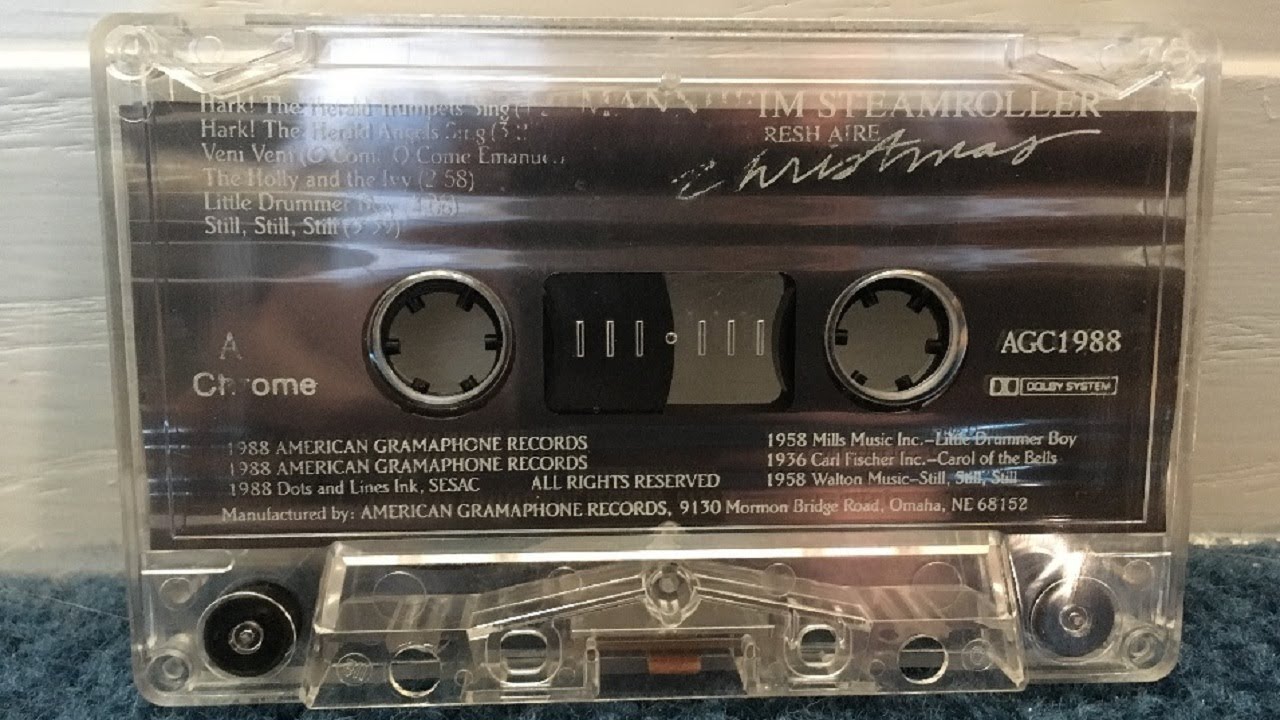 Hark! The Herald Trumpets Sing
Hark! The Herald Angels Sing
Veni Veni (O Come O Come Emanuel
The Holly and the Ivy (2:58)
Little Drummer
Still, Still, Still
MANNHEIM STEAMROLLER
RESH AIRE
Christmas
A
Chrome
AGC1988
DOLBY SYSTEM
1988 AMERICAN GRAMAPHONE RECORDS
1988 AMERICAN GRAMAPHONE RECORDS
1988 Dots and Lines Ink, SESAC ALL RIGHTS RESERVED
1958 Mills Music Inc.–Little Drummer Boy
1936 Carl Fischer Inc.–Carol of the Bells
1958 Walton Music–Still, Still, Still
Manufactured by: AMERICAN GRAMAPHONE RECORDS, 9130 Mormon Bridge Road, Omaha, NE 68152